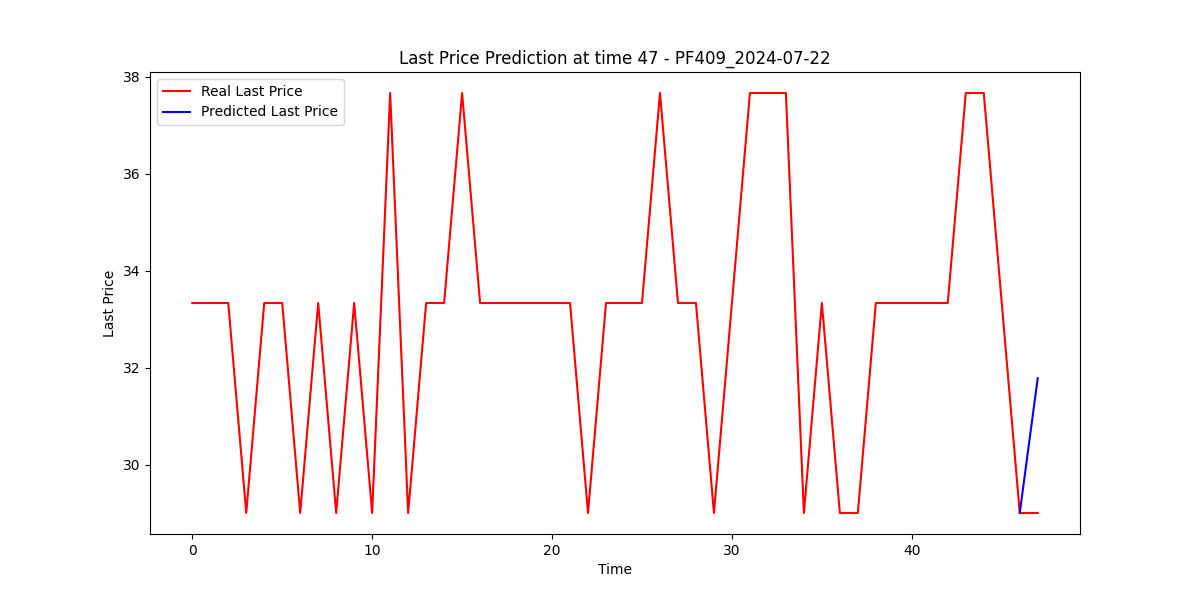 Last Price Prediction at time 47 - PF409_2024-07-22
Real Last Price
Predicted Last Price
38
36
34
32
30
Last Price
0 10 20 30 40
Time